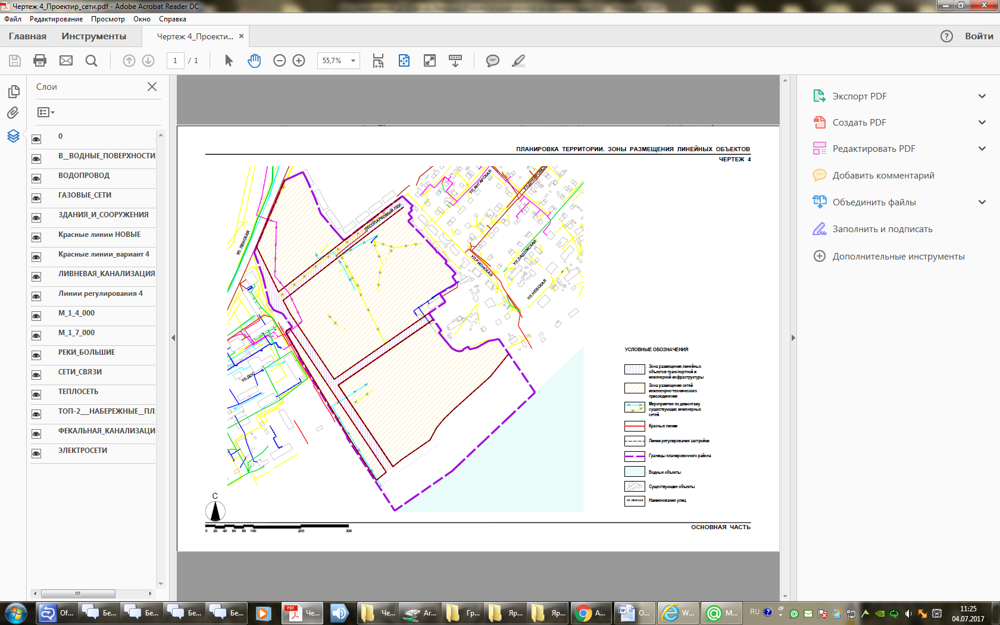 Чертеж 4_Проектир_сети.pdf - Adobe Acrobat Reader DC
Файл Редактирование Просмотр Окно Справка
Главная Инструменты Чертеж 4_Проекти... × Войти
1 / 1 55,7%
Слои
0
В__ВОДНЫЕ_ПОВЕРХНОСТИ
ВОДОПРОВОД
ГАЗОВЫЕ_СЕТИ
ЗДАНИЯ_И_СООРУЖЕНИЯ
Красные линии НОВЫЕ
Красные линии_вариант 4
ЛИВНЕВАЯ_КАНАЛИЗАЦИЯ
Линии регулирования 4
М_1_4_000
М_1_7_000
РЕКИ_БОЛЬШИЕ
СЕТИ_СВЯЗИ
ТЕПЛОСЕТЬ
ТОП-2__НАБЕРЕЖНЫЕ__ПЛ
ФЕКАЛЬНАЯ_КАНАЛИЗАЦИ
ЭЛЕКТРОСЕТИ
ПЛАНИРОВКА ТЕРРИТОРИИ. ЗОНЫ РАЗМЕЩЕНИЯ ЛИНЕЙНЫХ ОБЪЕКТОВ
ЧЕРТЕЖ 4
УЛ. ЛЕНСКАЯ
ЛЕСОПАРКОВЫЙ ПЕР.
УЛ.АНГАРСКАЯ
УЛ.ДНЕПРОВС
УЛ.РИОНСКАЯ
УЛ.ЛАДОЖСКАЯ
УЛ.НЕВСКАЯ
УЛ.ДОС
УСЛОВНЫЕ ОБОЗНАЧЕНИЯ
Зона размещения линейных
объектов транспортной и
инженерной инфраструктуры
Зона размещения сетей
инженерно-технического
присоединения
Мероприятия по демонтажу
существующих инженерных
сетей
Красные линии
Линии регулирования застройки
Границы планировочного района
Водные объекты
Существующие объекты
УЛ. ЛЕНСКАЯ Наименование улиц
С
0 20 40 60 80 100 200 300
ОСНОВНАЯ ЧАСТЬ
Экспорт PDF
Создать PDF
Редактировать PDF
Добавить комментарий
Объединить файлы
Заполнить и подписать
Дополнительные инструменты
Of... Бе... Бе... Бе... Бе... Че... Че... Ar... Гр... Яр... Яр... А... О... W... M... RU
11:25
04.07.2017